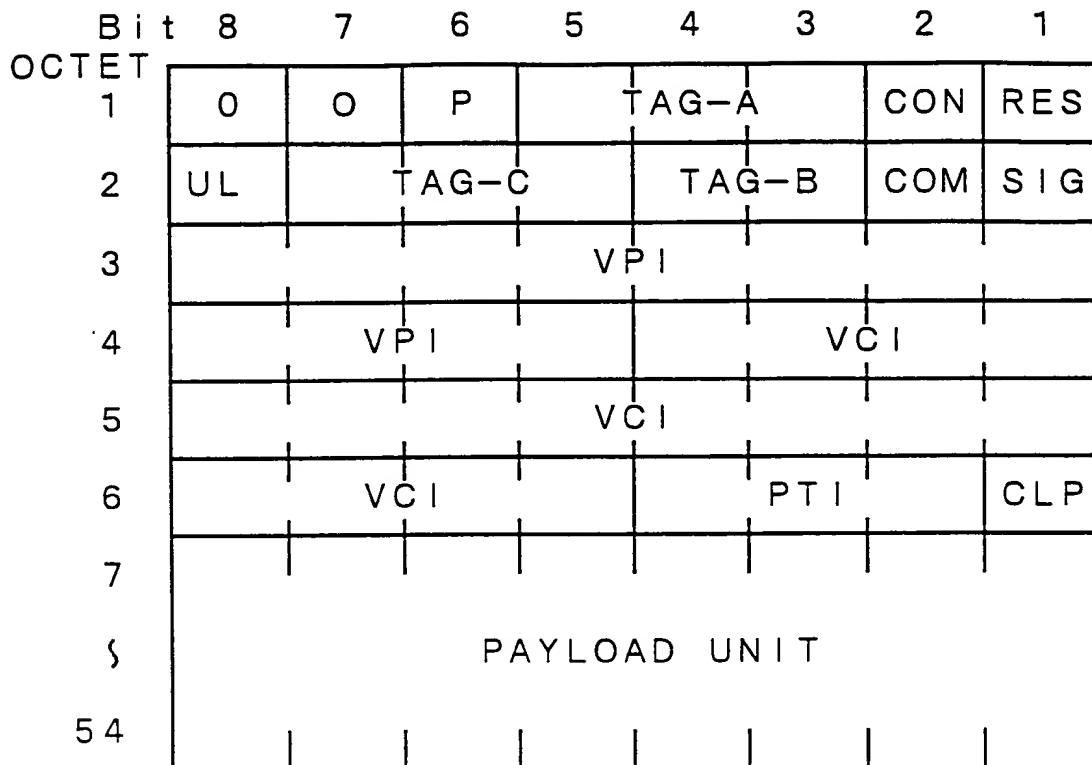 Bit 8 7 6 5 4 3 2 1
OCTET
1 0 0 P TAG-A CON RES
2 UL TAG-C TAG-B COM SIG
3 VPI
4 VPI VCI
5 VCI
6 VCI PTI CLP
7
∫ PAYLOAD UNIT
54